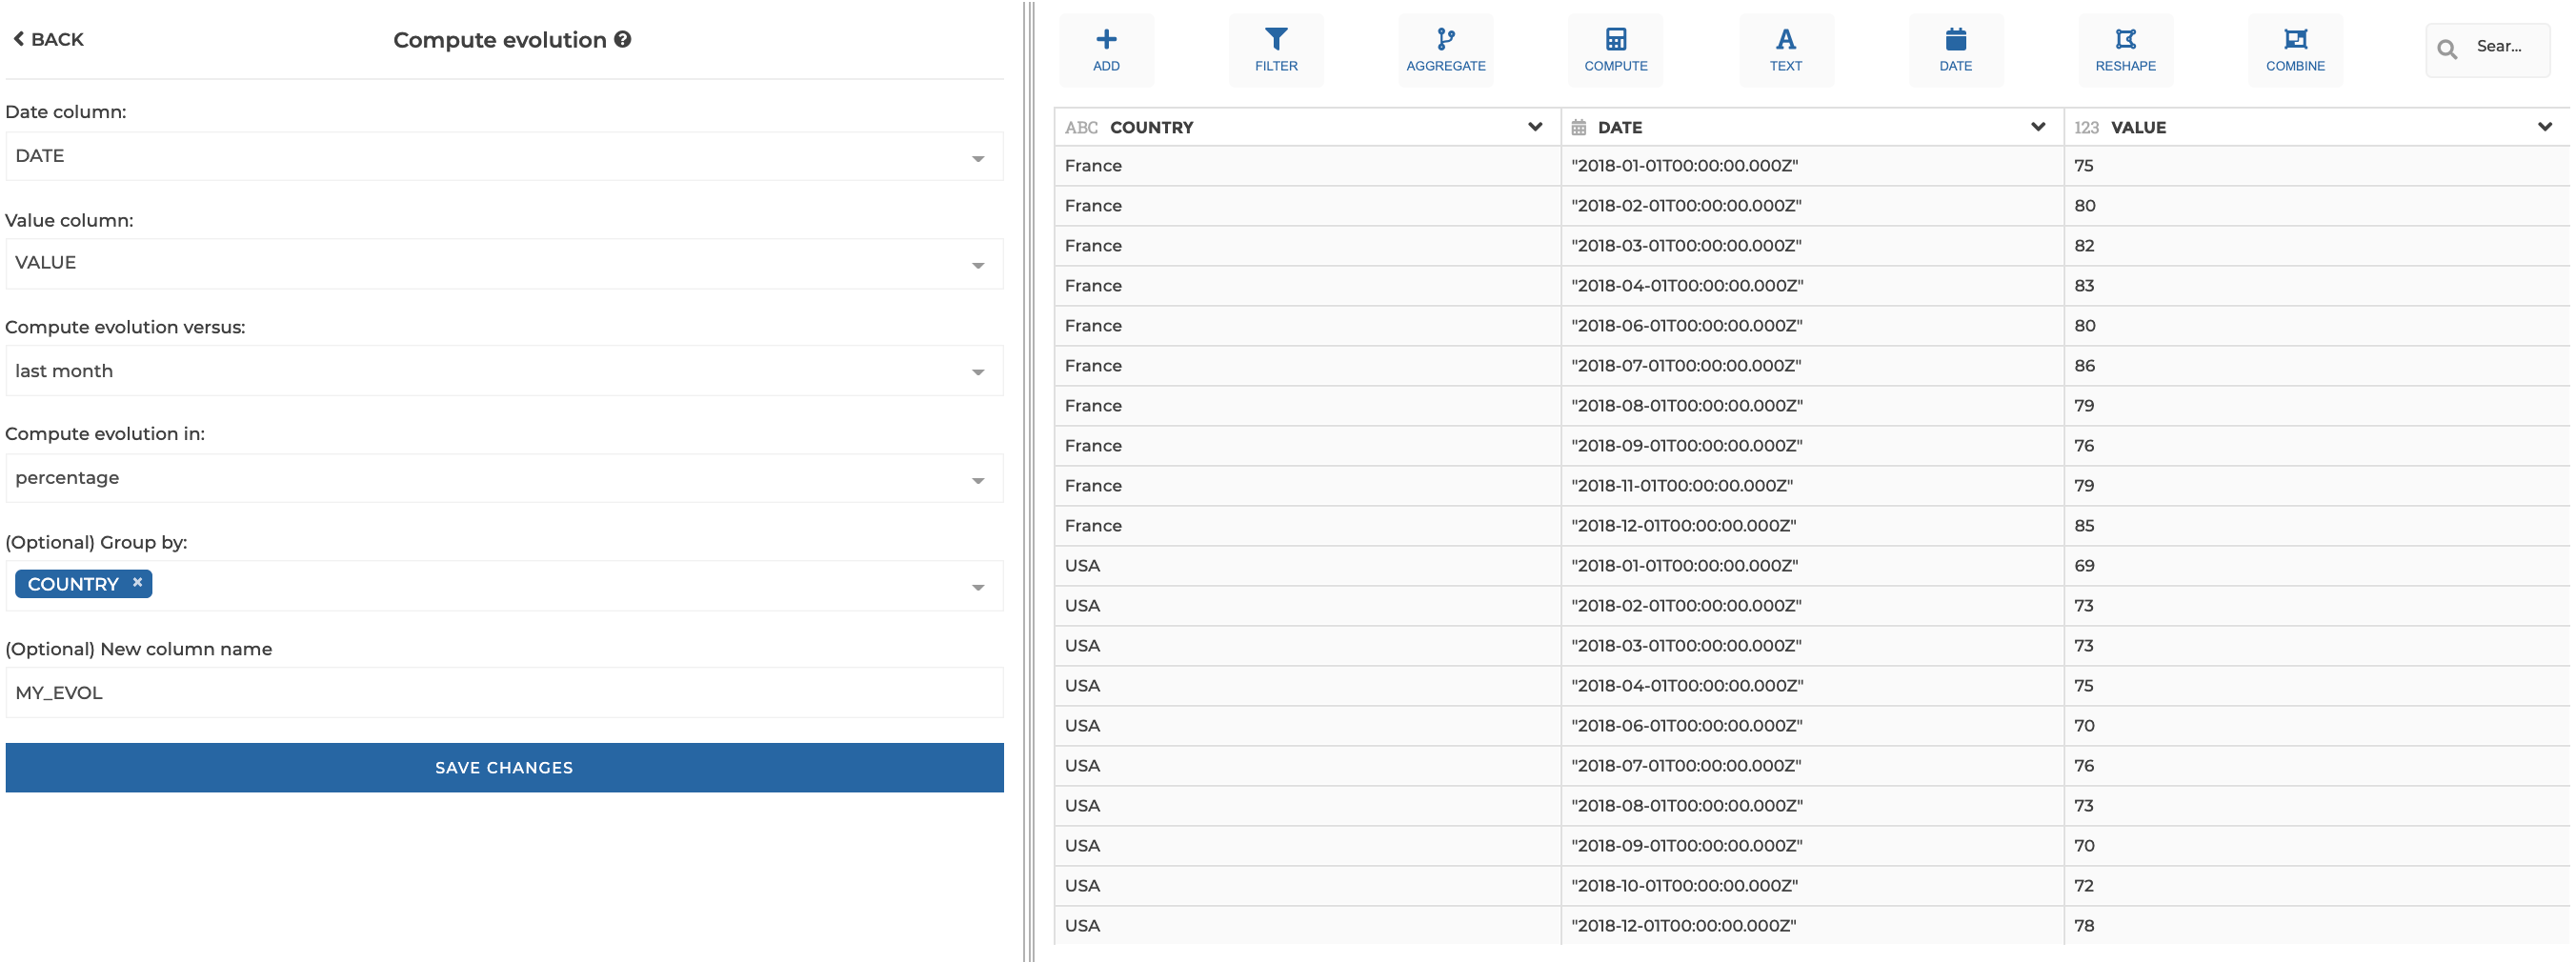 BACK
Compute evolution
Date column:
DATE
Value column:
VALUE
Compute evolution versus:
last month
Compute evolution in:
percentage
(Optional) Group by:
COUNTRY ×
(Optional) New column name
MY_EVOL
SAVE CHANGES
ADD FILTER AGGREGATE COMPUTE TEXT DATE RESHAPE COMBINE Sear...
ABC COUNTRY DATE 123 VALUE
France "2018-01-01T00:00:00.000Z" 75
France "2018-02-01T00:00:00.000Z" 80
France "2018-03-01T00:00:00.000Z" 82
France "2018-04-01T00:00:00.000Z" 83
France "2018-06-01T00:00:00.000Z" 80
France "2018-07-01T00:00:00.000Z" 86
France "2018-08-01T00:00:00.000Z" 79
France "2018-09-01T00:00:00.000Z" 76
France "2018-11-01T00:00:00.000Z" 79
France "2018-12-01T00:00:00.000Z" 85
USA "2018-01-01T00:00:00.000Z" 69
USA "2018-02-01T00:00:00.000Z" 73
USA "2018-03-01T00:00:00.000Z" 73
USA "2018-04-01T00:00:00.000Z" 75
USA "2018-06-01T00:00:00.000Z" 70
USA "2018-07-01T00:00:00.000Z" 76
USA "2018-08-01T00:00:00.000Z" 73
USA "2018-09-01T00:00:00.000Z" 70
USA "2018-10-01T00:00:00.000Z" 72
USA "2018-12-01T00:00:00.000Z" 78